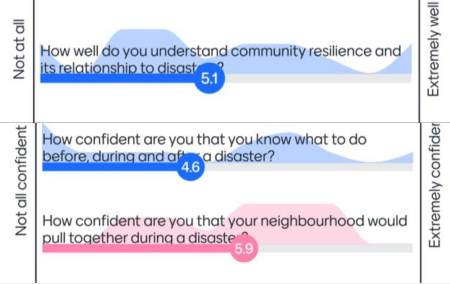 Not at all
How well do you understand community resilience and
its relationship to disaster?
5.1
Extremely well
Not all confident
How confident are you that you know what to do
before, during and after a disaster?
4.6
How confident are you that your neighbourhood would
pull together during a disaster?
5.9
Extremely confiden